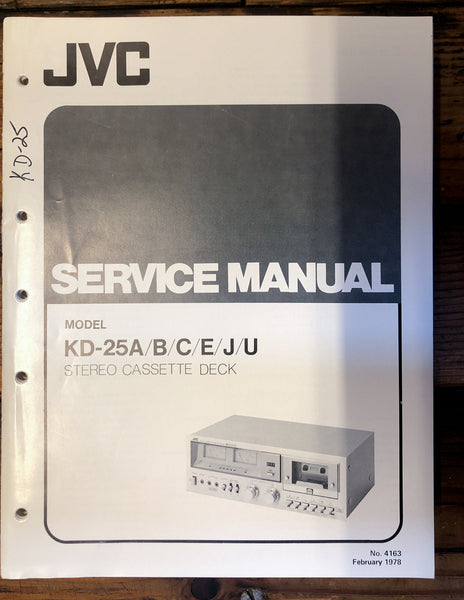 JVC
KD-25
SERVICE MANUAL
MODEL
KD-25A/B/C/E/J/U
STEREO CASSETTE DECK
No. 4163
February 1978